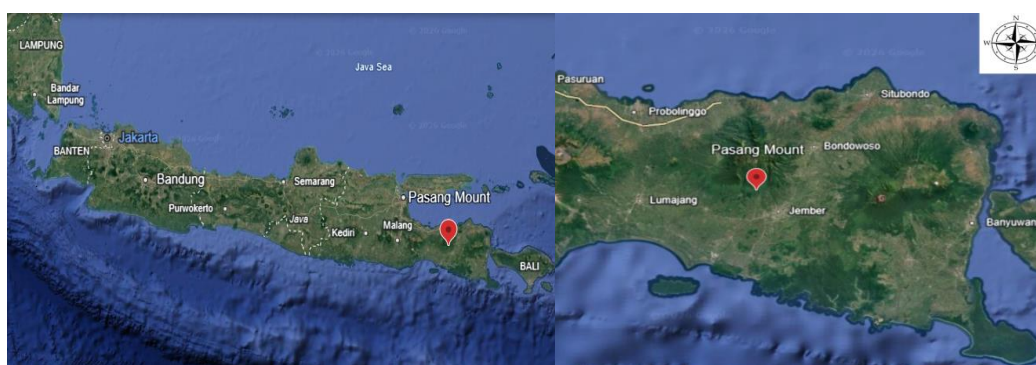 LAMPUNG
Bandar
Lampung
Java Sea
Jakarta
BANTEN
Bandung
Semarang
Pasang Mount
Purwokerto
Java
Kediri
Malang
BALI
N
W
E
S
Pasuruan
Probolinggo
Situbondo
Pasang Mount
Bondowoso
Lumajang
Jember
Banyuwan